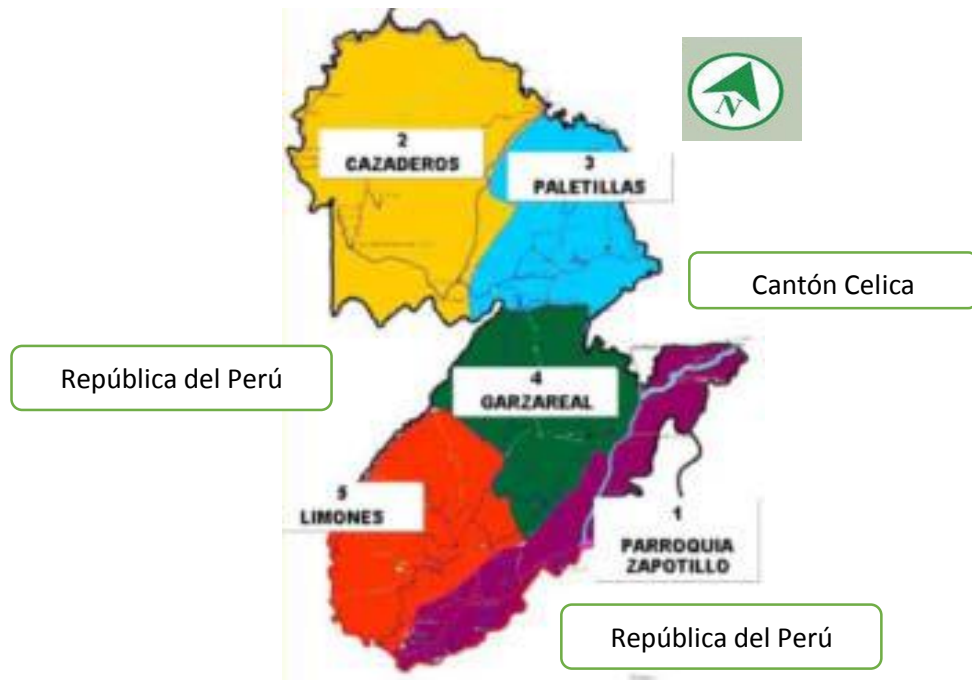 N
2
CAZADEROS
3
PALETILLAS
Cantón Celica
República del Perú
4
GARZAREAL
5
LIMONES
1
PARROQUIA
ZAPOTILLO
República del Perú